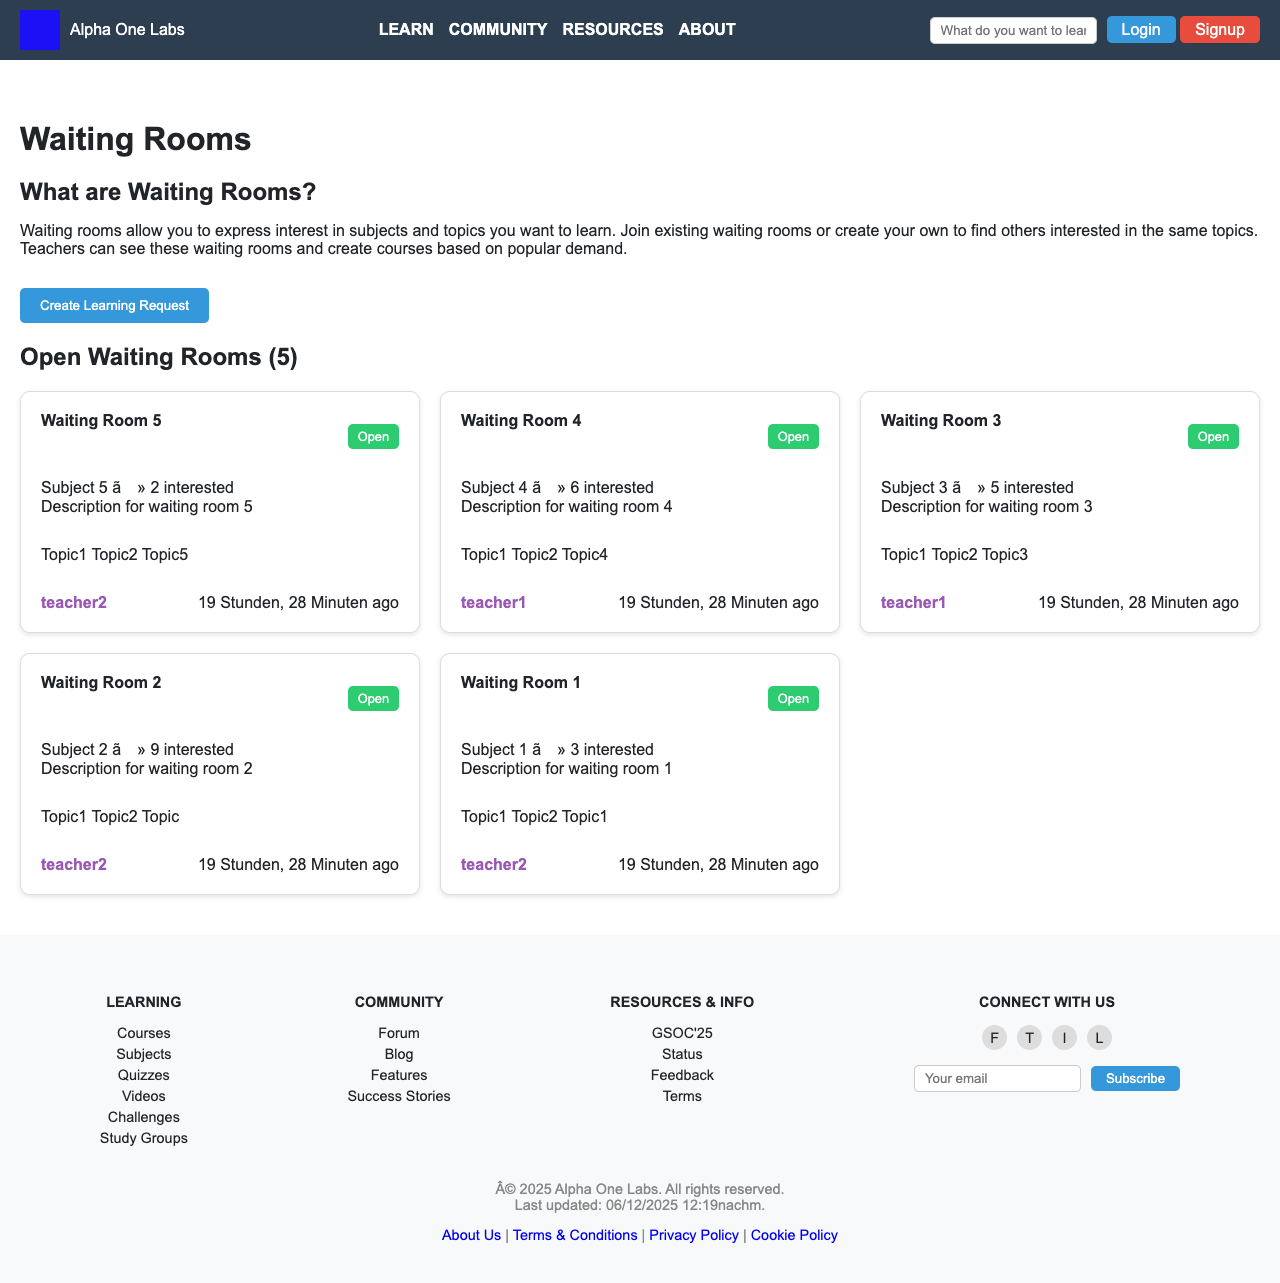 Alpha One Labs
LEARN COMMUNITY RESOURCES ABOUT
What do you want to lear
Login
Signup
Waiting Rooms
What are Waiting Rooms?
Waiting rooms allow you to express interest in subjects and topics you want to learn. Join existing waiting rooms or create your own to find others interested in the same topics.
Teachers can see these waiting rooms and create courses based on popular demand.
Create Learning Request
Open Waiting Rooms (5)
Waiting Room 5
Open
Subject 5 ã » 2 interested
Description for waiting room 5
Topic1 Topic2 Topic5
teacher2 19 Stunden, 28 Minuten ago
Waiting Room 4
Open
Subject 4 ã » 6 interested
Description for waiting room 4
Topic1 Topic2 Topic4
teacher1 19 Stunden, 28 Minuten ago
Waiting Room 3
Open
Subject 3 ã » 5 interested
Description for waiting room 3
Topic1 Topic2 Topic3
teacher1 19 Stunden, 28 Minuten ago
Waiting Room 2
Open
Subject 2 ã » 9 interested
Description for waiting room 2
Topic1 Topic2 Topic
teacher2 19 Stunden, 28 Minuten ago
Waiting Room 1
Open
Subject 1 ã » 3 interested
Description for waiting room 1
Topic1 Topic2 Topic1
teacher2 19 Stunden, 28 Minuten ago
LEARNING
Courses
Subjects
Quizzes
Videos
Challenges
Study Groups
COMMUNITY
Forum
Blog
Features
Success Stories
RESOURCES & INFO
GSOC'25
Status
Feedback
Terms
CONNECT WITH US
F T I L
Your email
Subscribe
Â© 2025 Alpha One Labs. All rights reserved.
Last updated: 06/12/2025 12:19nachm.
About Us | Terms & Conditions | Privacy Policy | Cookie Policy